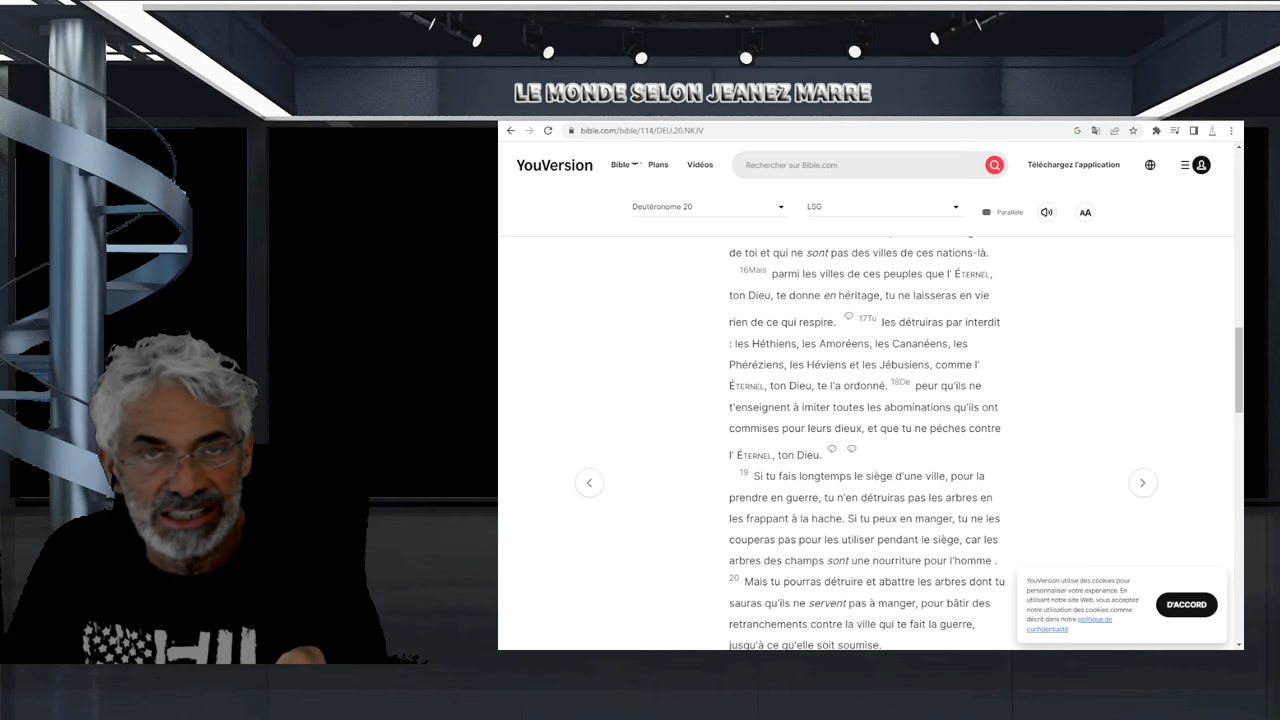 LE MONDE SELON JEANEZ MARRE
bible.com/bible/114/DEU.20.NKJV
YouVersion
Bible
Plans
Vidéos
Rechercher sur Bible.com
Téléchargez l'application
Deutéronome 20
LSG
Parallèle
AA
de toi et qui ne sont pas des villes de ces nations-là.
16Mais parmi les villes de ces peuples que l' ÉTERNEL,
ton Dieu, te donne en héritage, tu ne laisseras en vie
rien de ce qui respire. 17Tu les détruiras par interdit
: les Héthiens, les Amoréens, les Cananéens, les
Phéréziens, les Héviens et les Jébusiens, comme l'
ÉTERNEL, ton Dieu, te l'a ordonné. 18De peur qu'ils ne
t'enseignent à imiter toutes les abominations qu'ils ont
commises pour leurs dieux, et que tu ne péches contre
l' ÉTERNEL, ton Dieu.
19 Si tu fais longtemps le siège d'une ville, pour la
prendre en guerre, tu n'en détruiras pas les arbres en
les frappant à la hache. Si tu peux en manger, tu ne les
couperas pas pour les utiliser pendant le siège, car les
arbres des champs sont une nourriture pour l'homme .
20 Mais tu pourras détruire et abattre les arbres dont tu
sauras qu'ils ne servent pas à manger, pour bâtir des
retranchements contre la ville qui te fait la guerre,
jusqu'à ce qu'elle soit soumise.
YouVersion utilise des cookies pour
personnaliser votre expérience. En
utilisant notre site Web, vous acceptez
notre utilisation des cookies comme
décrit dans notre politique de
confidentialité
D'ACCORD